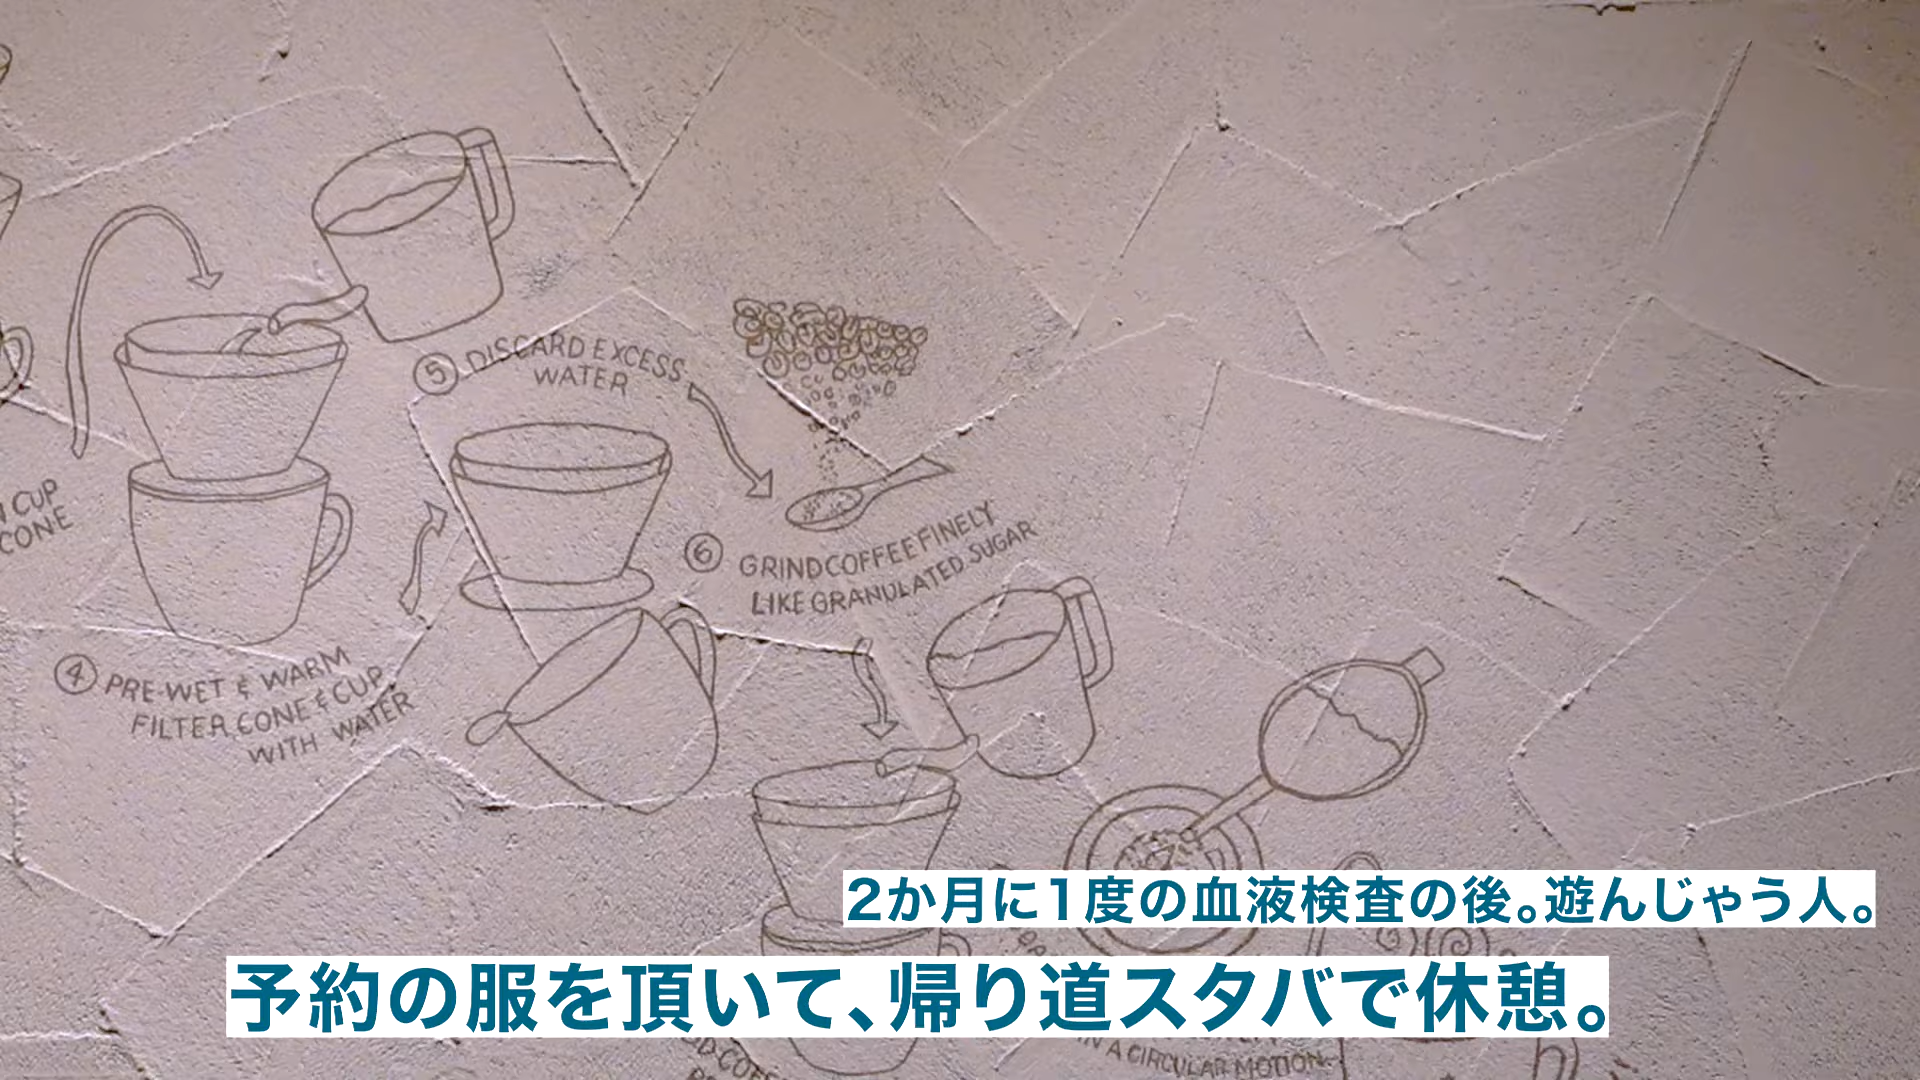 ⑤ DISCARD EXCESS
WATER
N CUP
CONE
⑥ GRIND COFFEE FINELY
LIKE GRANULATED SUGAR
④ PRE-WET & WARM
FILTER CONE & CUP
WITH WATER
2か月に1度の血液検査の後。遊んじゃう人。
予約の服を頂いて、帰り道スタバで休憩。
IN A CIRCULAR MOTION.